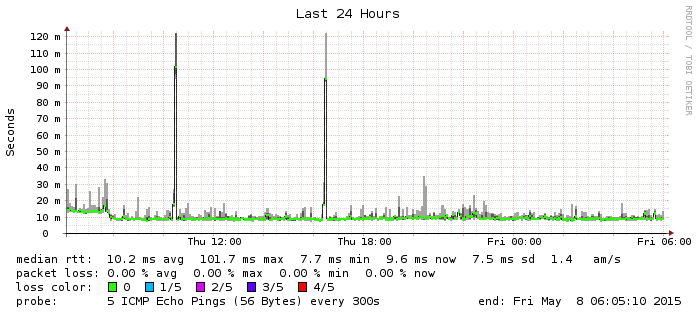 Last 24 Hours
RRDTOOL / TOBI OETIKER
Seconds
120 m
110 m
100 m
90 m
80 m
70 m
60 m
50 m
40 m
30 m
20 m
10 m
0
Thu 12:00 Thu 18:00 Fri 00:00 Fri 06:00
median rtt: 10.2 ms avg 101.7 ms max 7.7 ms min 9.6 ms now 7.5 ms sd 1.4 am/s
packet loss: 0.00 % avg 0.00 % max 0.00 % min 0.00 % now
loss color: 0 1/5 2/5 3/5 4/5
probe: 5 ICMP Echo Pings (56 Bytes) every 300s end: Fri May 8 06:05:10 2015